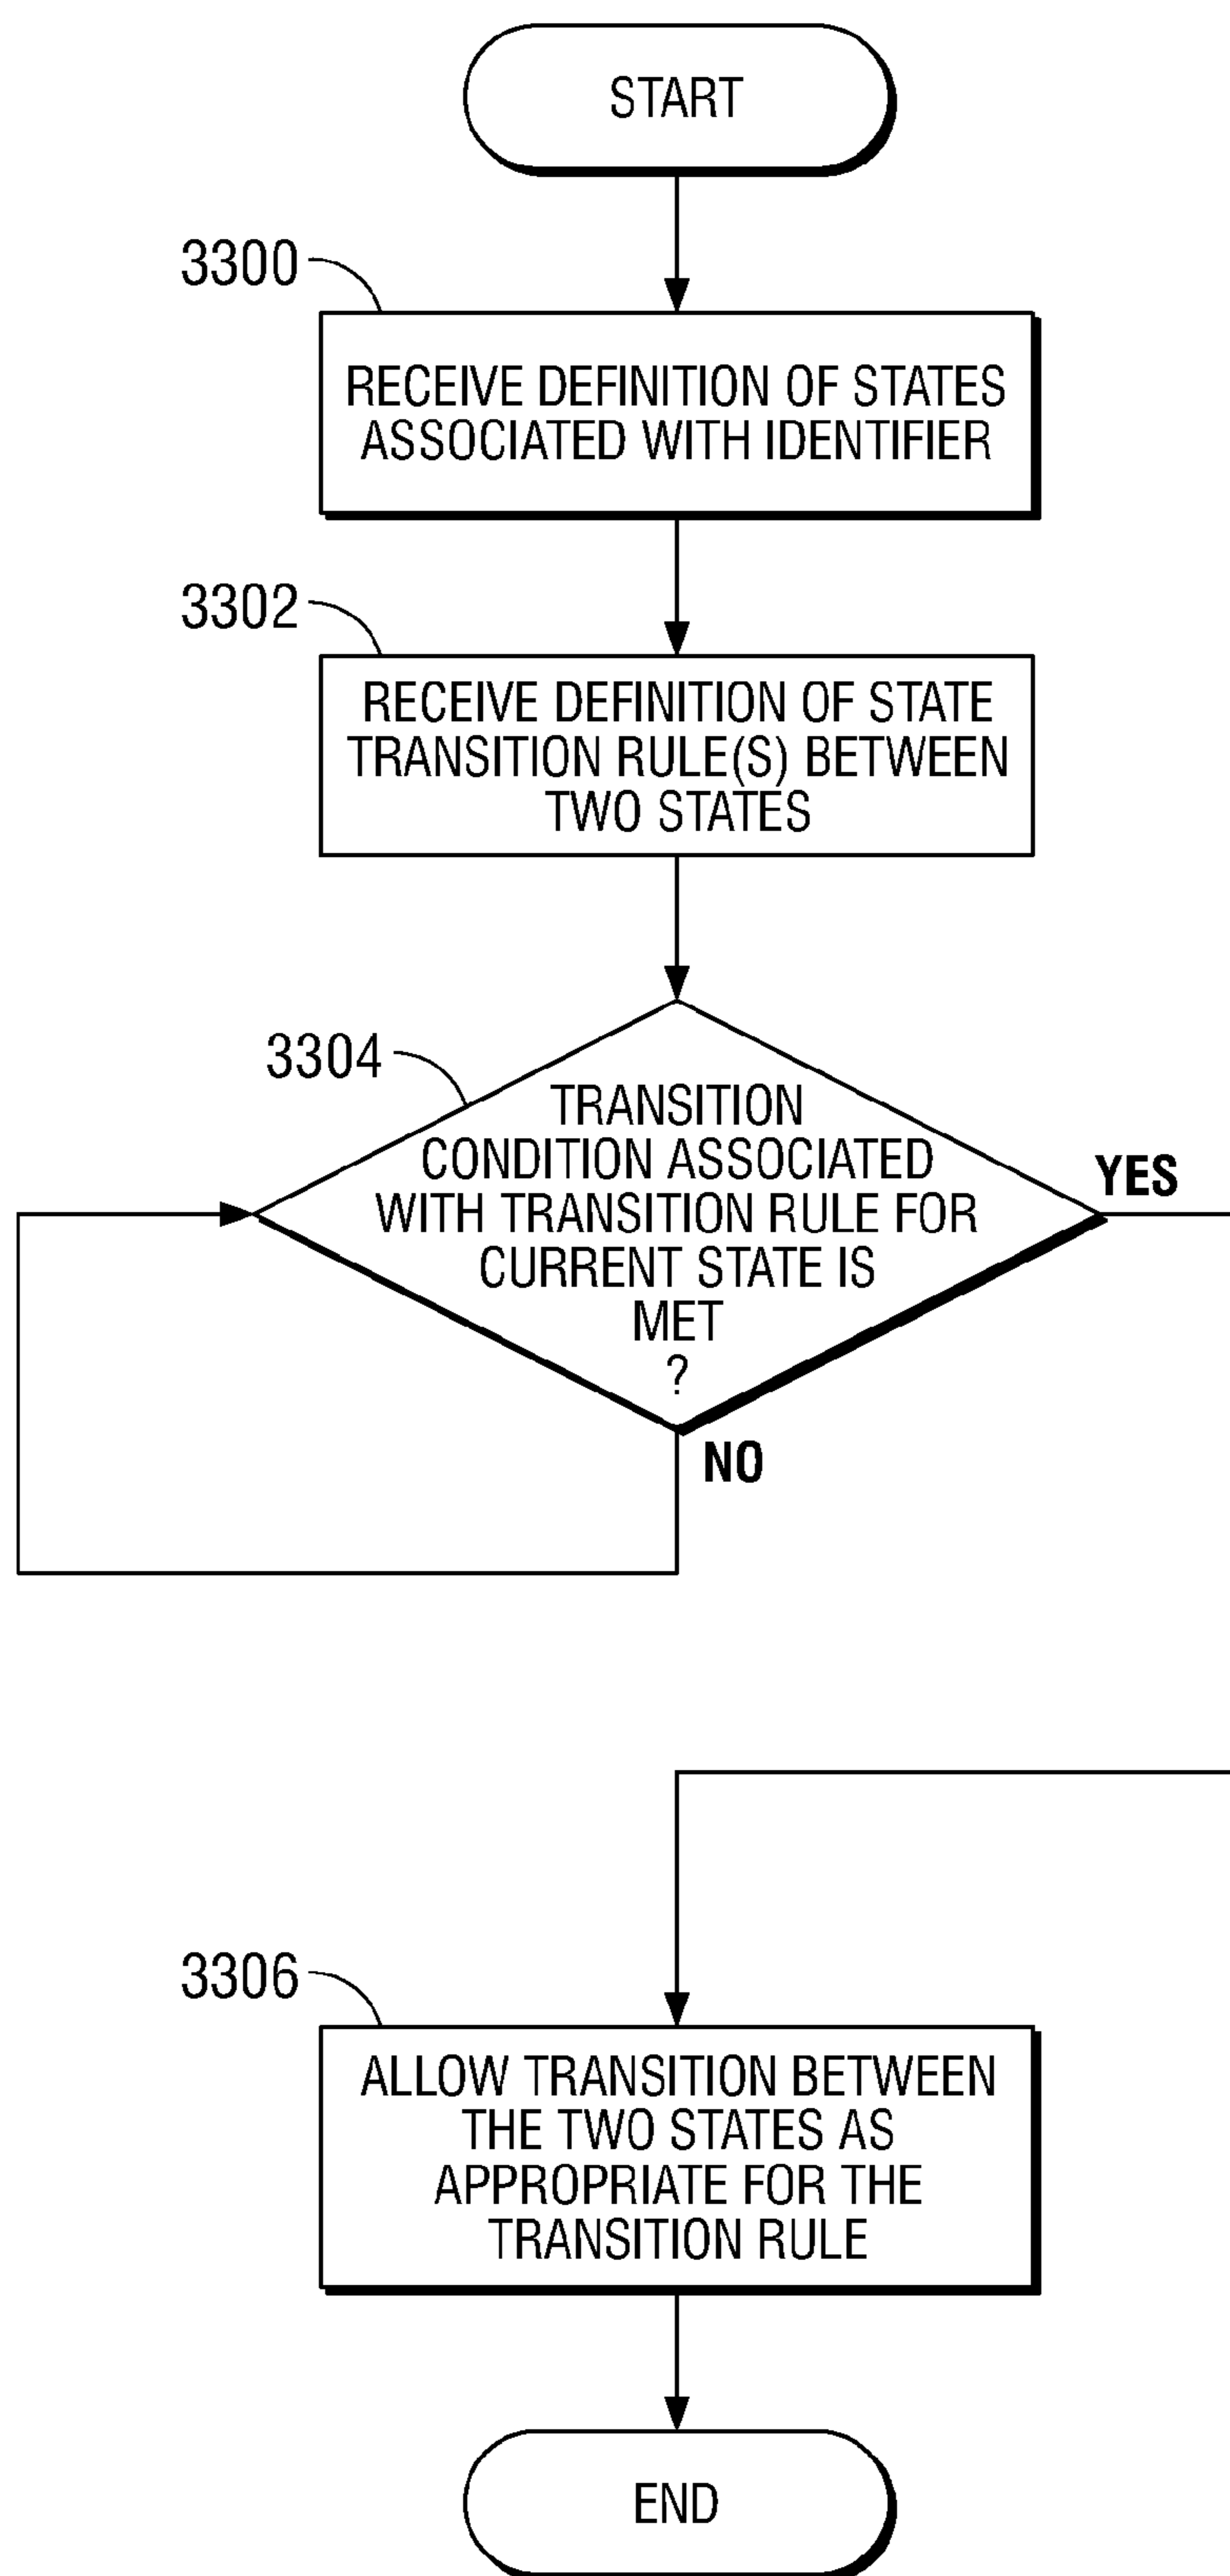 START
3300
RECEIVE DEFINITION OF STATES
ASSOCIATED WITH IDENTIFIER
3302
RECEIVE DEFINITION OF STATE
TRANSITION RULE(S) BETWEEN
TWO STATES
3304
TRANSITION
CONDITION ASSOCIATED
WITH TRANSITION RULE FOR
CURRENT STATE IS
MET
?
YES
NO
3306
ALLOW TRANSITION BETWEEN
THE TWO STATES AS
APPROPRIATE FOR THE
TRANSITION RULE
END